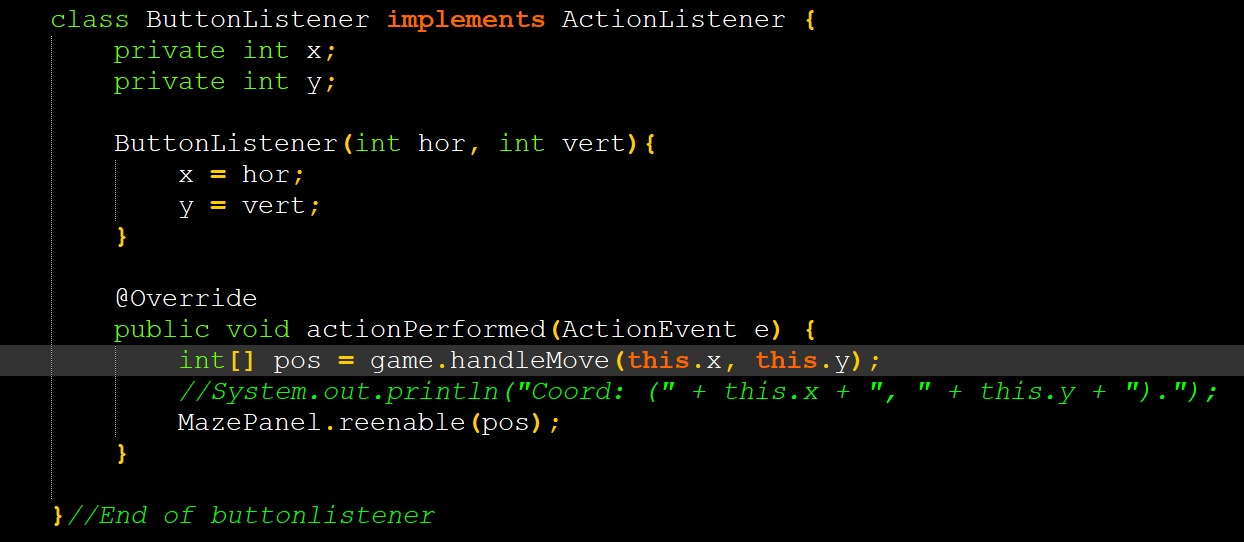 class ButtonListener implements ActionListener {
    private int x;
    private int y;

    ButtonListener(int hor, int vert){
        x = hor;
        y = vert;
    }

    @Override
    public void actionPerformed(ActionEvent e) {
        int[] pos = game.handleMove(this.x, this.y);
        //System.out.println("Coord: (" + this.x + ", " + this.y + ").");
        MazePanel.reenable(pos);
    }

}//End of buttonlistener